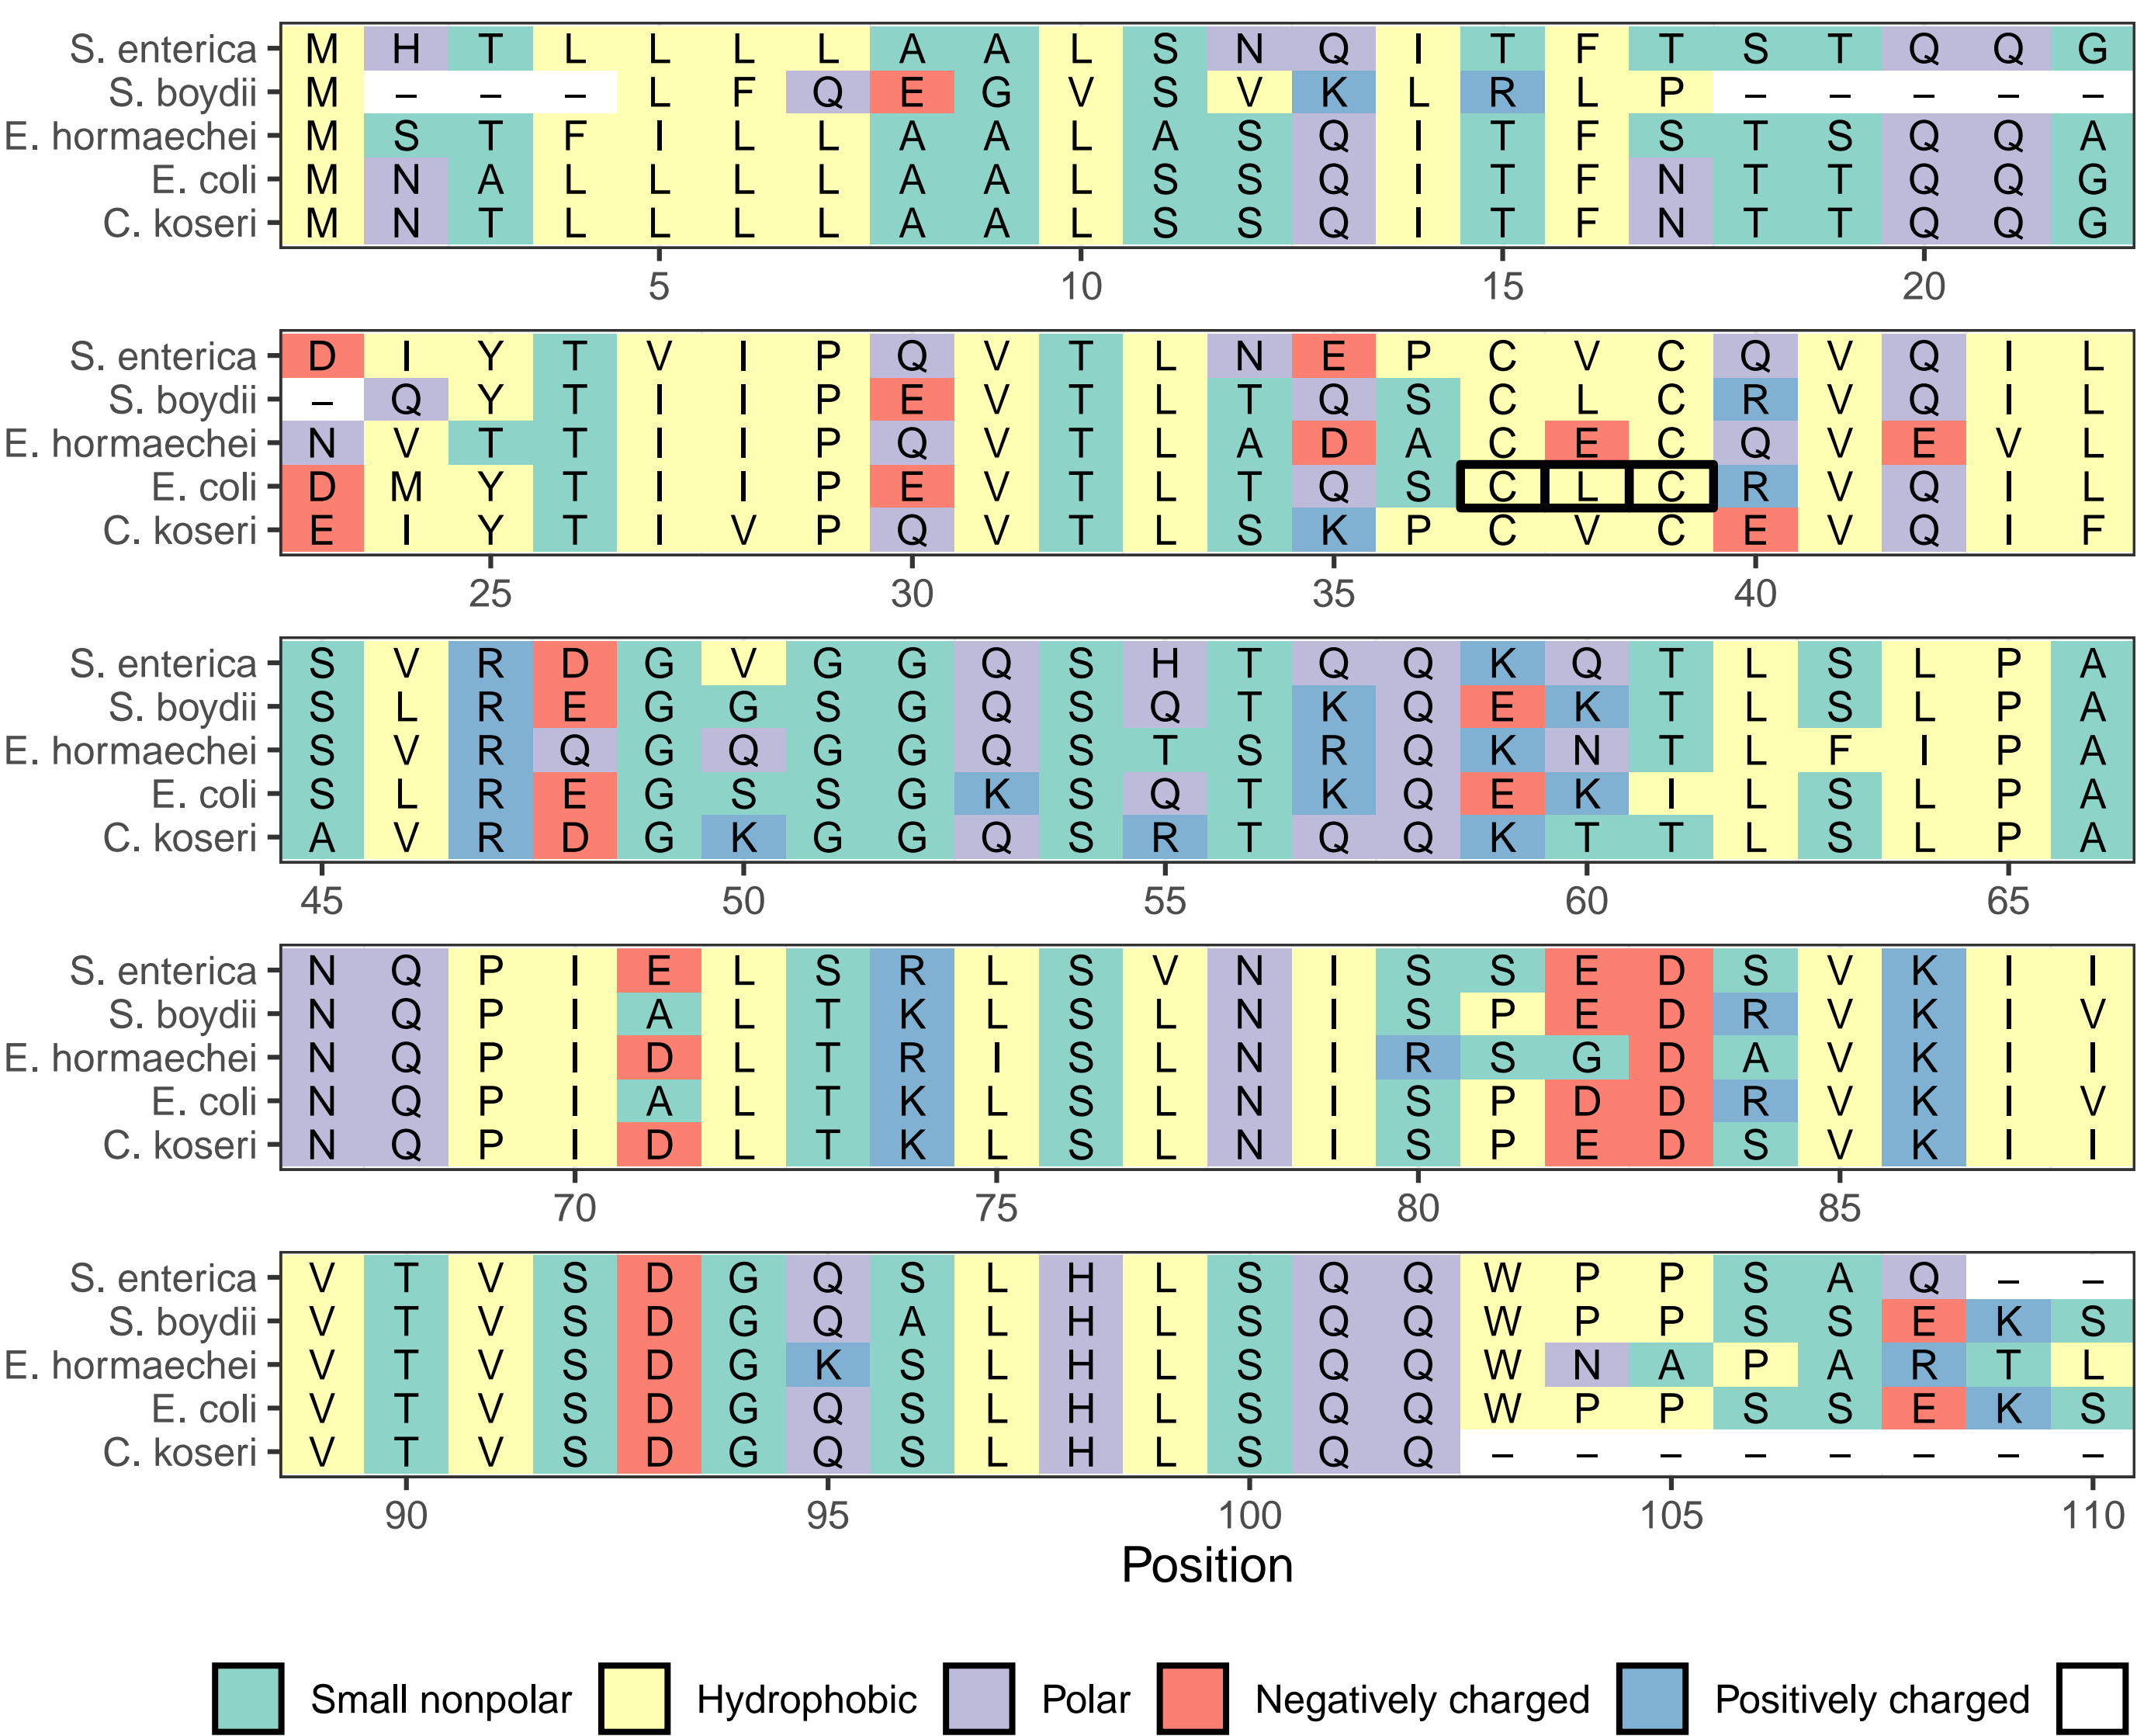 S. enterica M H T L L L L A A L S N Q I T F T S T Q Q G
S. boydii M – – – L F Q E G V S V K L R L P – – – – –
E. hormaechei M S T F I L L A A L A S Q I T F S T S Q Q A
E. coli M N A L L L L A A L S S Q I T F N T T Q Q G
C. koseri M N T L L L L A A L S S Q I T F N T T Q Q G
5 10 15 20
S. enterica D I Y T V I P Q V T L N E P C V C Q V Q I L
S. boydii – Q Y T I I P E V T L T Q S C L C R V Q I L
E. hormaechei N V T T I I P Q V T L A D A C E C Q V E V L
E. coli D M Y T I I P E V T L T Q S C L C R V Q I L
C. koseri E I Y T I V P Q V T L S K P C V C E V Q I F
25 30 35 40
S. enterica S V R D G V G G Q S H T Q Q K Q T L S L P A
S. boydii S L R E G G S G Q S Q T K Q E K T L S L P A
E. hormaechei S V R Q G Q G G Q S T S R Q K N T L F I P A
E. coli S L R E G S S G K S Q T K Q E K I L S L P A
C. koseri A V R D G K G G Q S R T Q Q K T T L S L P A
45 50 55 60 65
S. enterica N Q P I E L S R L S V N I S S E D S V K I I
S. boydii N Q P I A L T K L S L N I S P E D R V K I V
E. hormaechei N Q P I D L T R I S L N I R S G D A V K I I
E. coli N Q P I A L T K L S L N I S P D D R V K I V
C. koseri N Q P I D L T K L S L N I S P E D S V K I I
70 75 80 85
S. enterica V T V S D G Q S L H L S Q Q W P P S A Q – –
S. boydii V T V S D G Q A L H L S Q Q W P P S S E K S
E. hormaechei V T V S D G K S L H L S Q Q W N A P A R T L
E. coli V T V S D G Q S L H L S Q Q W P P S S E K S
C. koseri V T V S D G Q S L H L S Q Q – – – – – – – –
90 95 100 105 110
Position
Small nonpolar Hydrophobic Polar Negatively charged Positively charged